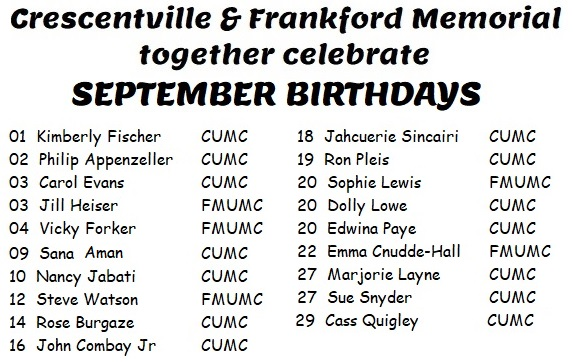 Crescentville & Frankford Memorial
together celebrate
SEPTEMBER BIRTHDAYS
01 Kimberly Fischer CUMC
02 Philip Appenzeller CUMC
03 Carol Evans CUMC
03 Jill Heiser FMUMC
04 Vicky Forker FMUMC
09 Sana Aman CUMC
10 Nancy Jabati CUMC
12 Steve Watson FMUMC
14 Rose Burgaze CUMC
16 John Combay Jr CUMC
18 Jahcuerie Sincairi CUMC
19 Ron Pleis CUMC
20 Sophie Lewis FMUMC
20 Dolly Lowe CUMC
20 Edwina Paye CUMC
22 Emma Cnudde-Hall FMUMC
27 Marjorie Layne CUMC
27 Sue Snyder CUMC
29 Cass Quigley CUMC